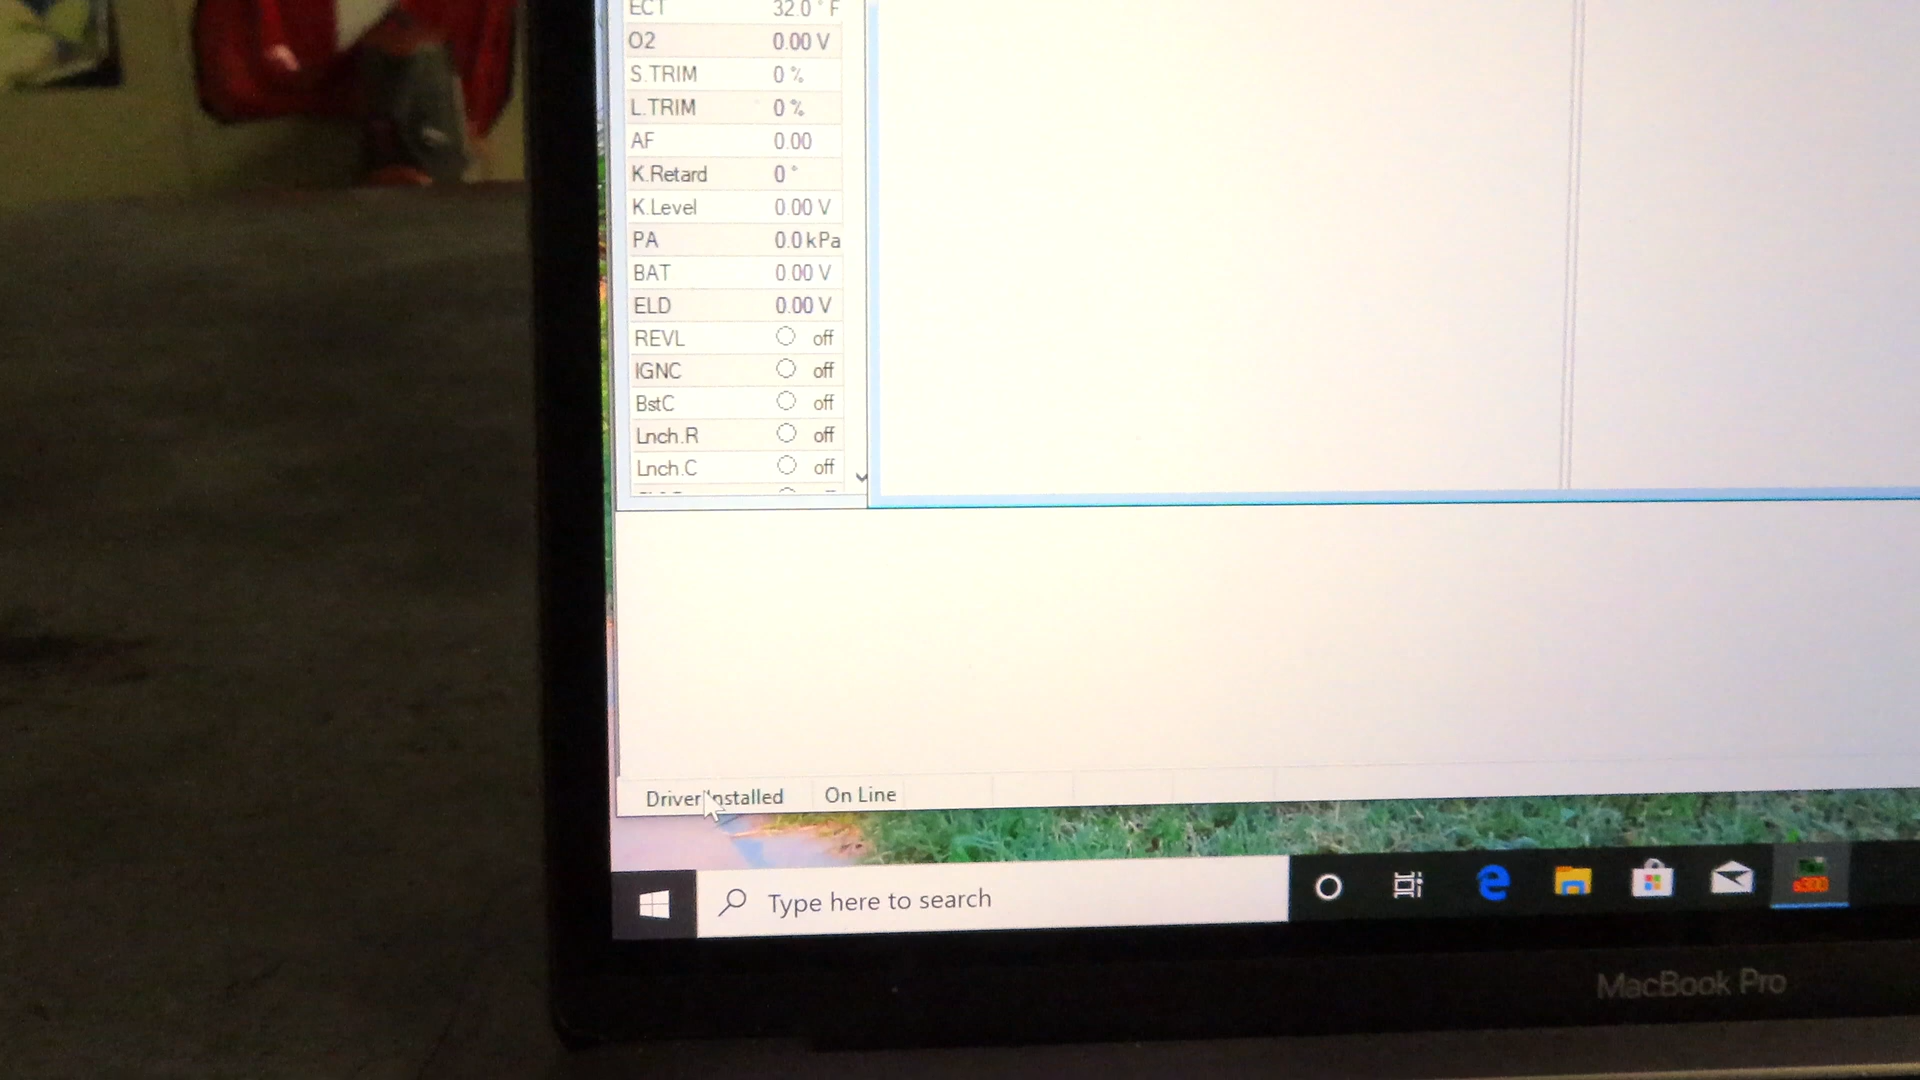 ECT 32.0 ° F
O2 0.00 V
S.TRIM 0 %
L.TRIM 0 %
AF 0.00
K.Retard 0 °
K.Level 0.00 V
PA 0.0 kPa
BAT 0.00 V
ELD 0.00 V
REVL off
IGNC off
BstC off
Lnch.R off
Lnch.C off
Driver Installed On Line
Type here to search
s300
MacBook Pro